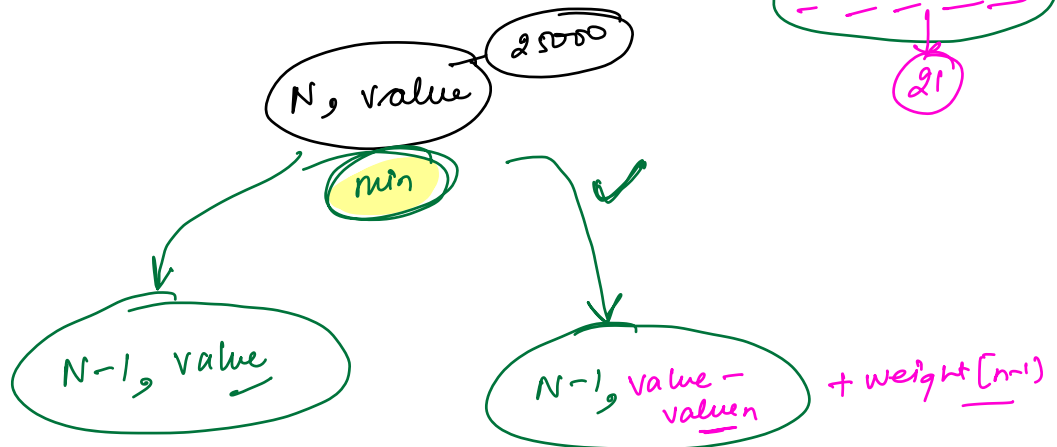 25000
N, value
21
min
N-1, value
N-1, value - + weight[n-1]
valuen